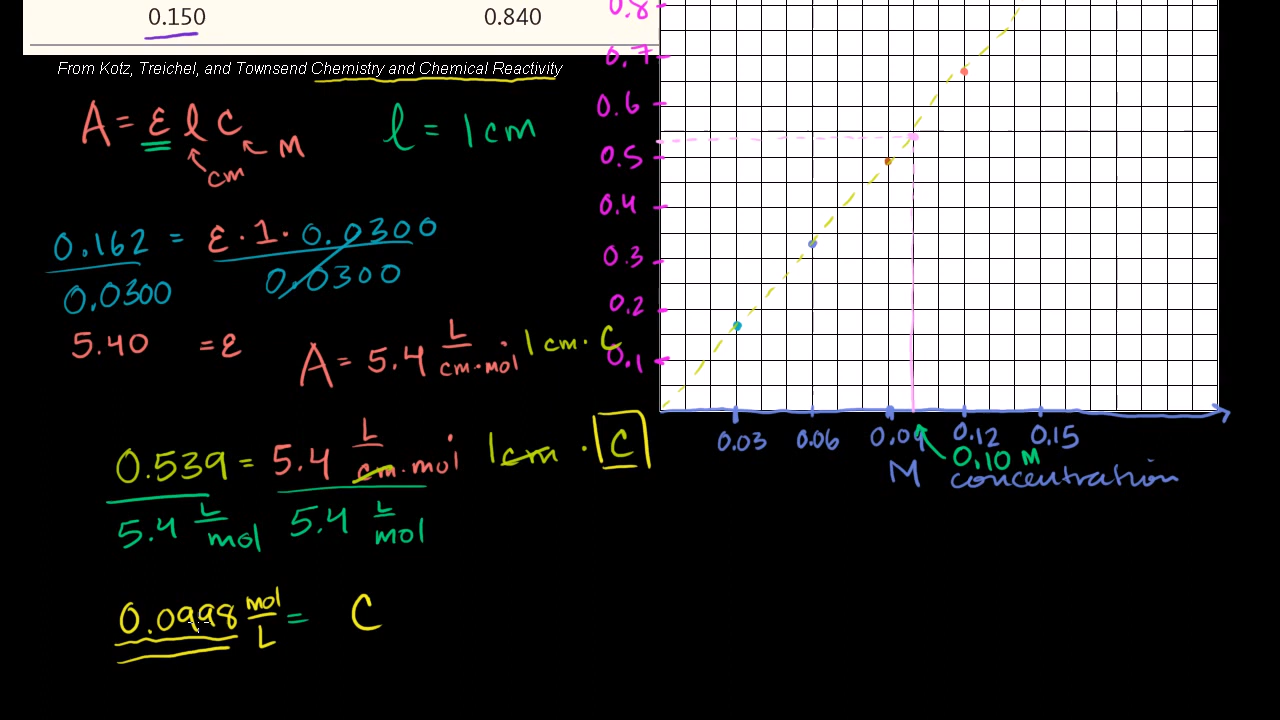 0.150 0.840
From Kotz, Treichel, and Townsend Chemistry and Chemical Reactivity
A = ε l C
cm
M
l = 1 cm
0.162 = ε · 1 · 0.0300
0.0300 0.0300
5.40 = ε
A = 5.4 L/cm·mol 1 cm · C
0.539 = 5.4 L/cm·mol 1 cm · C
5.4 L/mol 5.4 L/mol
0.0998 mol/L = C
0.8
0.7
0.6
0.5
0.4
0.3
0.2
0.1
0.03 0.06 0.09 0.12 0.15
0.10 M
M concentration